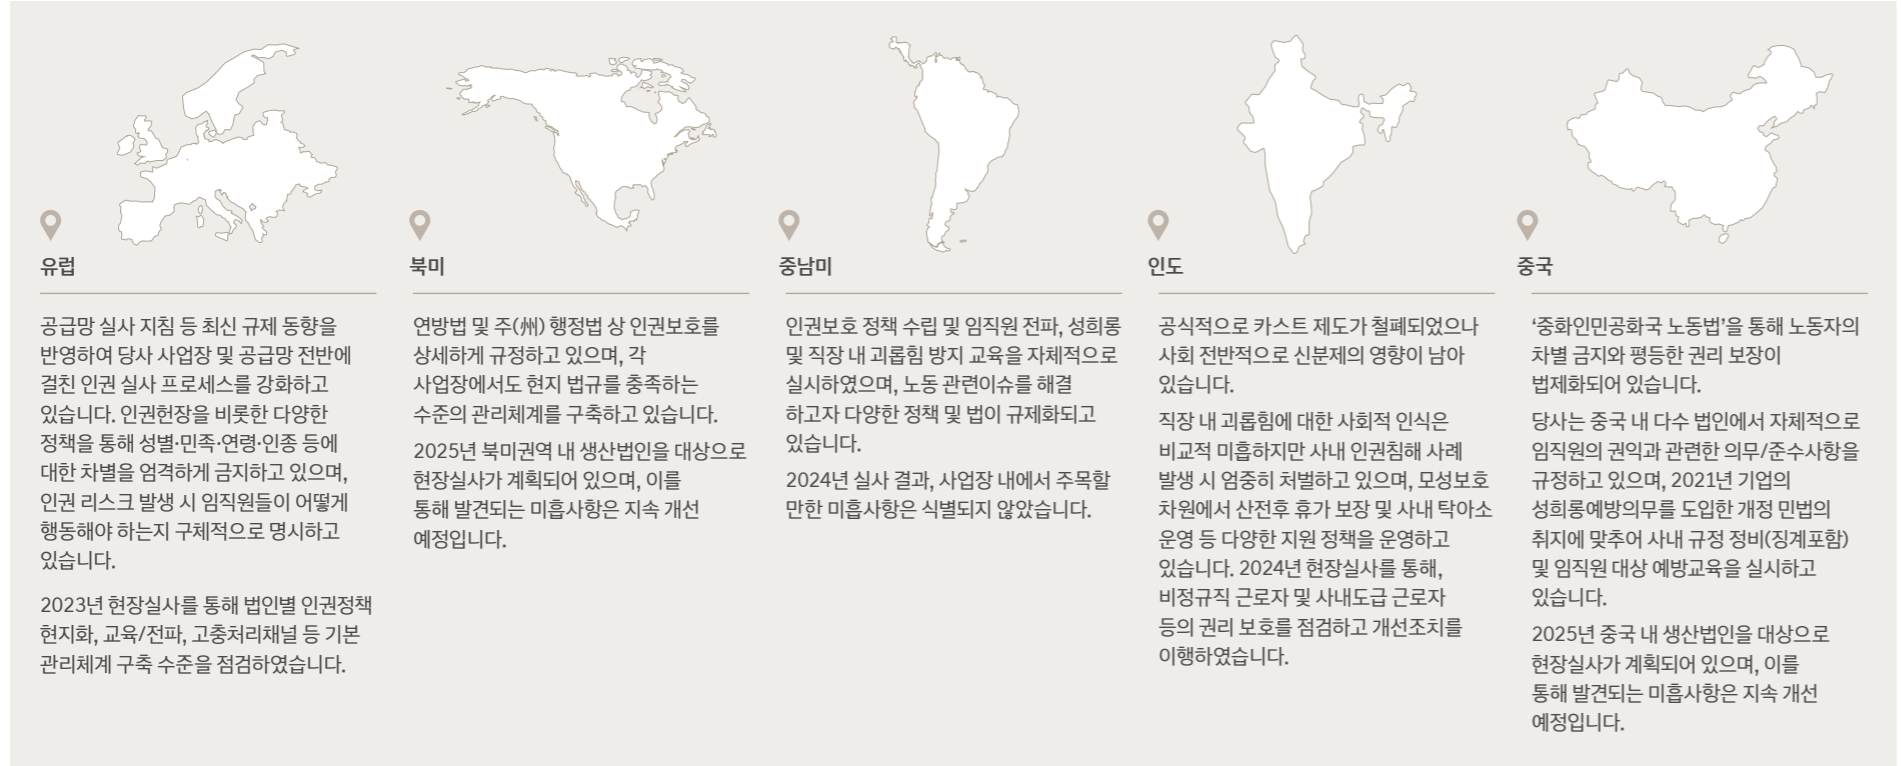 유럽
공급망 실사 지침 등 최신 규제 동향을
반영하여 당사 사업장 및 공급망 전반에
걸친 인권 실사 프로세스를 강화하고
있습니다. 인권헌장을 비롯한 다양한
정책을 통해 성별·민족·연령·인종 등에
대한 차별을 엄격하게 금지하고 있으며,
인권 리스크 발생 시 임직원들이 어떻게
행동해야 하는지 구체적으로 명시하고
있습니다.
2023년 현장실사를 통해 법인별 인권정책
현지화, 교육/전파, 고충처리채널 등 기본
관리체계 구축 수준을 점검하였습니다.
북미
연방법 및 주(州) 행정법 상 인권보호를
상세하게 규정하고 있으며, 각
사업장에서도 현지 법규를 충족하는
수준의 관리체계를 구축하고 있습니다.
2025년 북미권역 내 생산법인을 대상으로
현장실사가 계획되어 있으며, 이를
통해 발견되는 미흡사항은 지속 개선
예정입니다.
중남미
인권보호 정책 수립 및 임직원 전파, 성희롱
및 직장 내 괴롭힘 방지 교육을 자체적으로
실시하였으며, 노동 관련이슈를 해결
하고자 다양한 정책 및 법이 규제화되고
있습니다.
2024년 실사 결과, 사업장 내에서 주목할
만한 미흡사항은 식별되지 않았습니다.
인도
공식적으로 카스트 제도가 철폐되었으나
사회 전반적으로 신분제의 영향이 남아
있습니다.
직장 내 괴롭힘에 대한 사회적 인식은
비교적 미흡하지만 사내 인권침해 사례
발생 시 엄중히 처벌하고 있으며, 모성보호
차원에서 산전후 휴가 보장 및 사내 탁아소
운영 등 다양한 지원 정책을 운영하고
있습니다. 2024년 현장실사를 통해,
비정규직 근로자 및 사내도급 근로자
등의 권리 보호를 점검하고 개선조치를
이행하였습니다.
중국
‘중화인민공화국 노동법’을 통해 노동자의
차별 금지와 평등한 권리 보장이
법제화되어 있습니다.
당사는 중국 내 다수 법인에서 자체적으로
임직원의 권익과 관련한 의무/준수사항을
규정하고 있으며, 2021년 기업의
성희롱예방의무를 도입한 개정 민법의
취지에 맞추어 사내 규정 정비(징계포함)
및 임직원 대상 예방교육을 실시하고
있습니다.
2025년 중국 내 생산법인을 대상으로
현장실사가 계획되어 있으며, 이를
통해 발견되는 미흡사항은 지속 개선
예정입니다.